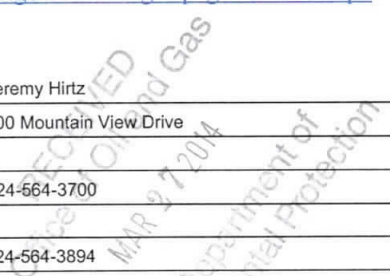 eremy Hirtz
00 Mountain View Drive
24-564-3700
24-564-3894
RECEIVED
Office of Oil and Gas
MAR 27 2014
Department of
tal Protection